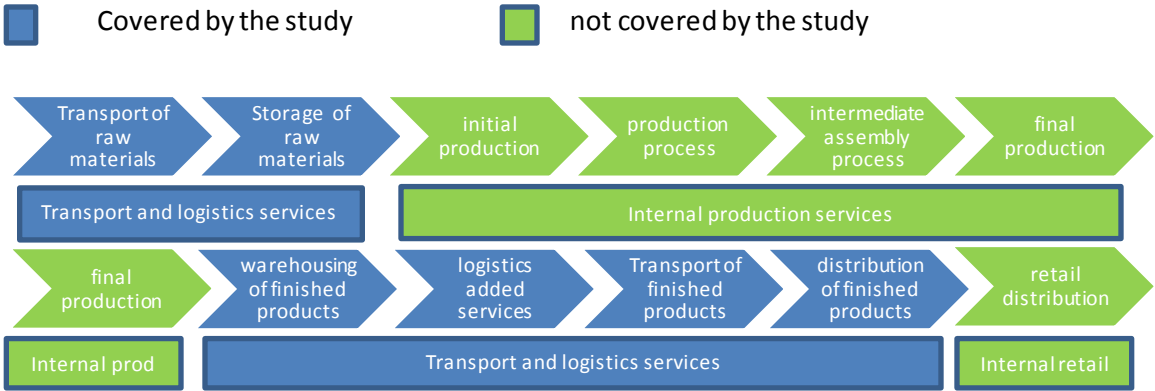 Covered by the study
not covered by the study
Transport of
raw
materials
Storage of
raw
materials
initial
production
production
process
intermediate
assembly
process
final
production
Transport and logistics services
Internal production services
final
production
warehousing
of finished
products
logistics
added
services
Transport of
finished
products
distribution
of finished
products
retail
distribution
Internal prod
Transport and logistics services
Internal retail